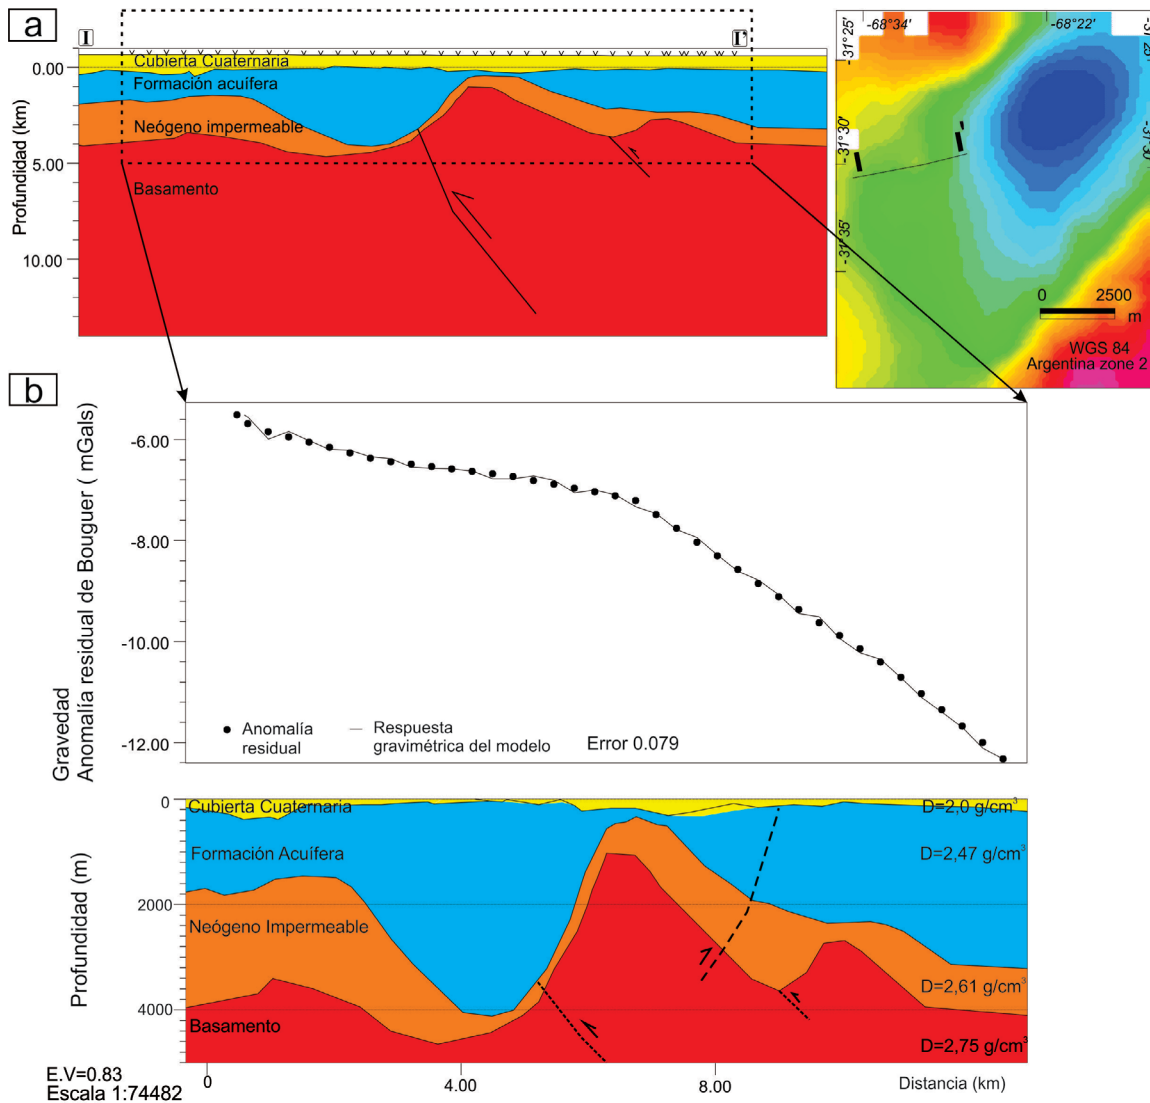 a
I
I'
Cubierta Cuaternaria
Formación acuífera
Neógeno impermeable
Basamento
0.00
5.00
10.00
Profundidad (km)
-68°34'
-68°22'
-31°25'
-31°25'
-31°30'
-31°30'
-31°35'
I
I'
0 2500
m
WGS 84
Argentina zone 2
b
-6.00
-8.00
-10.00
-12.00
Gravedad
Anomalía residual de Bouguer ( mGals)
Anomalía
residual
Respuesta
gravimétrica del modelo
Error 0.079
0
2000
4000
Profundidad (m)
Cubierta Cuaternaria
Formación Acuífera
Neógeno Impermeable
Basamento
D=2,0 g/cm³
D=2,47 g/cm³
D=2,61 g/cm³
D=2,75 g/cm³
0 4.00 8.00 Distancia (km)
E.V=0.83
Escala 1:74482